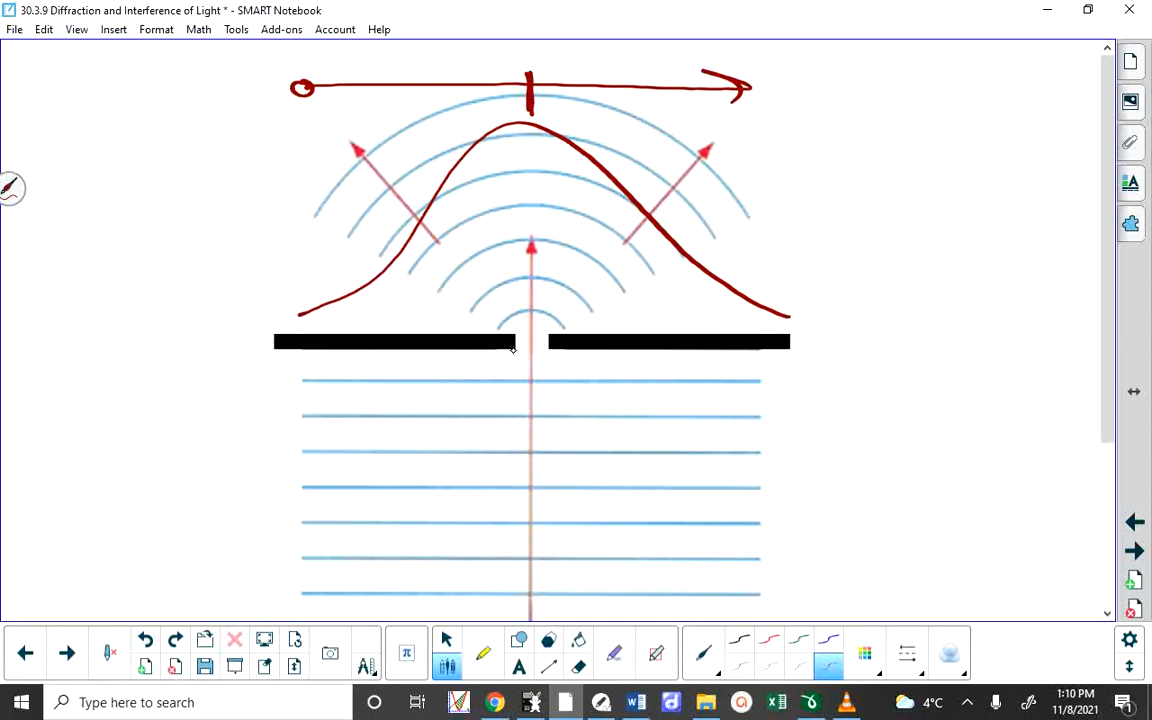 30.3.9 Diffraction and Interference of Light * - SMART Notebook
File Edit View Insert Format Math Tools Add-ons Account Help
π
A
Type here to search
4°C
1:10 PM
11/8/2021
1